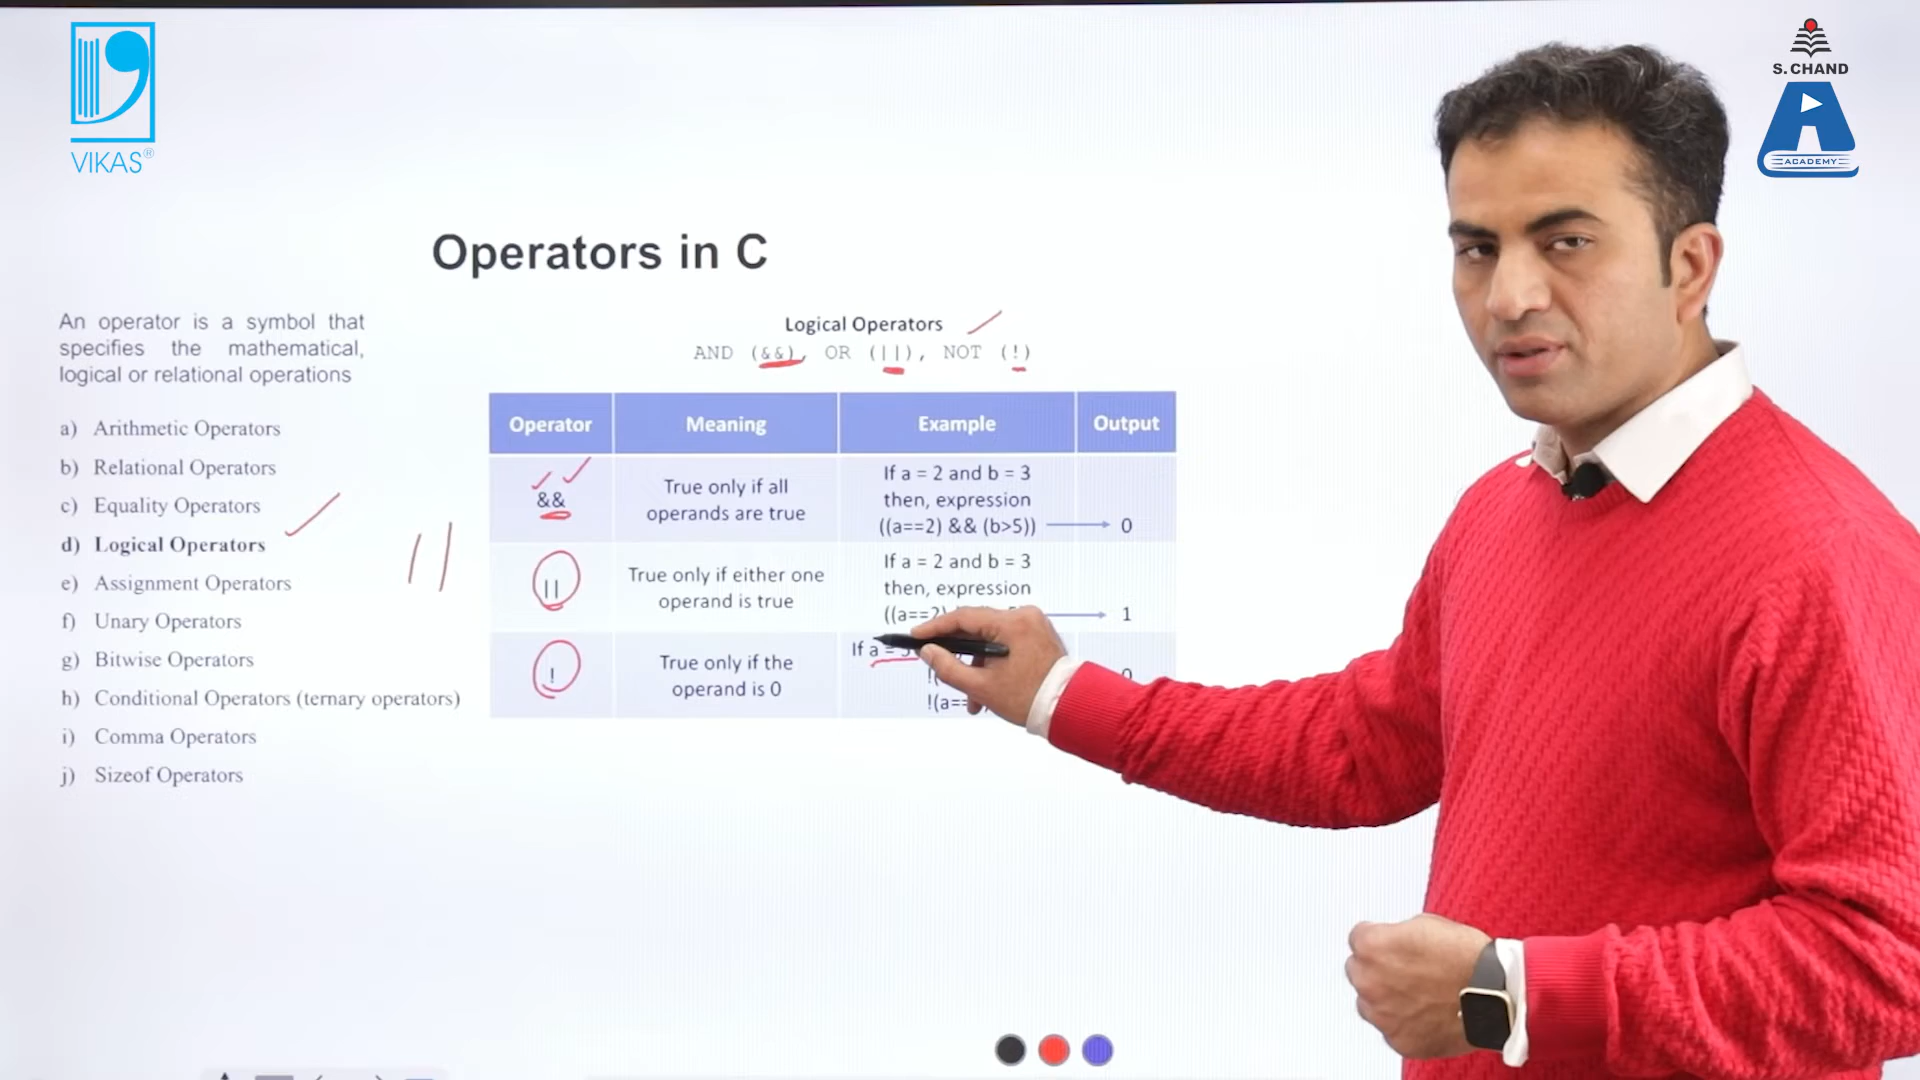 VIKAS®
S. CHAND
ACADEMY
Operators in C
An operator is a symbol that
specifies the mathematical,
logical or relational operations
a) Arithmetic Operators
b) Relational Operators
c) Equality Operators
d) Logical Operators
e) Assignment Operators
f) Unary Operators
g) Bitwise Operators
h) Conditional Operators (ternary operators)
i) Comma Operators
j) Sizeof Operators
Logical Operators
AND (&&), OR (||), NOT (!)
Operator Meaning Example Output
&&
True only if all
operands are true
If a = 2 and b = 3
then, expression
((a==2) && (b>5))
0
||
True only if either one
operand is true
If a = 2 and b = 3
then, expression
((a==2)
1
!
True only if the
operand is 0
If a =
!(
!(a==
0
||